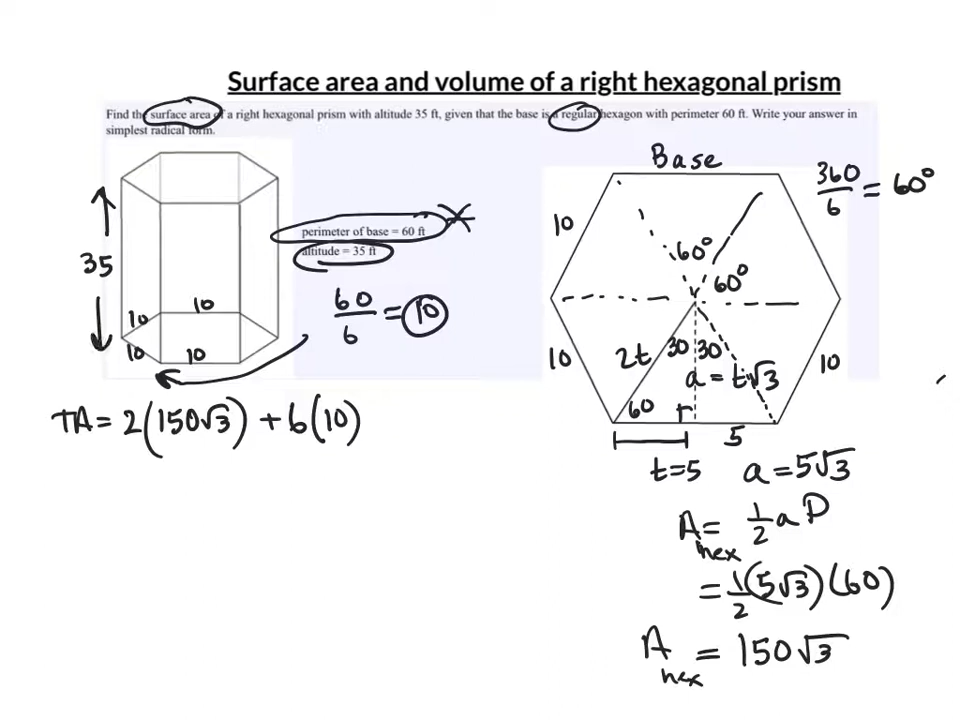 Surface area and volume of a right hexagonal prism
Find the surface area of a right hexagonal prism with altitude 35 ft, given that the base is a regular hexagon with perimeter 60 ft. Write your answer in
simplest radical form.
perimeter of base = 60 ft
altitude = 35 ft
60/6 = 10
35
10
10
10
10
TA = 2(150√3) + 6(10)
Base
360/6 = 60°
10
60°
60°
10
2t
30
30
10
a = t√3
60
5
t=5
a = 5√3
A hex = 1/2 a P
= 1/2 (5√3)(60)
A hex = 150√3